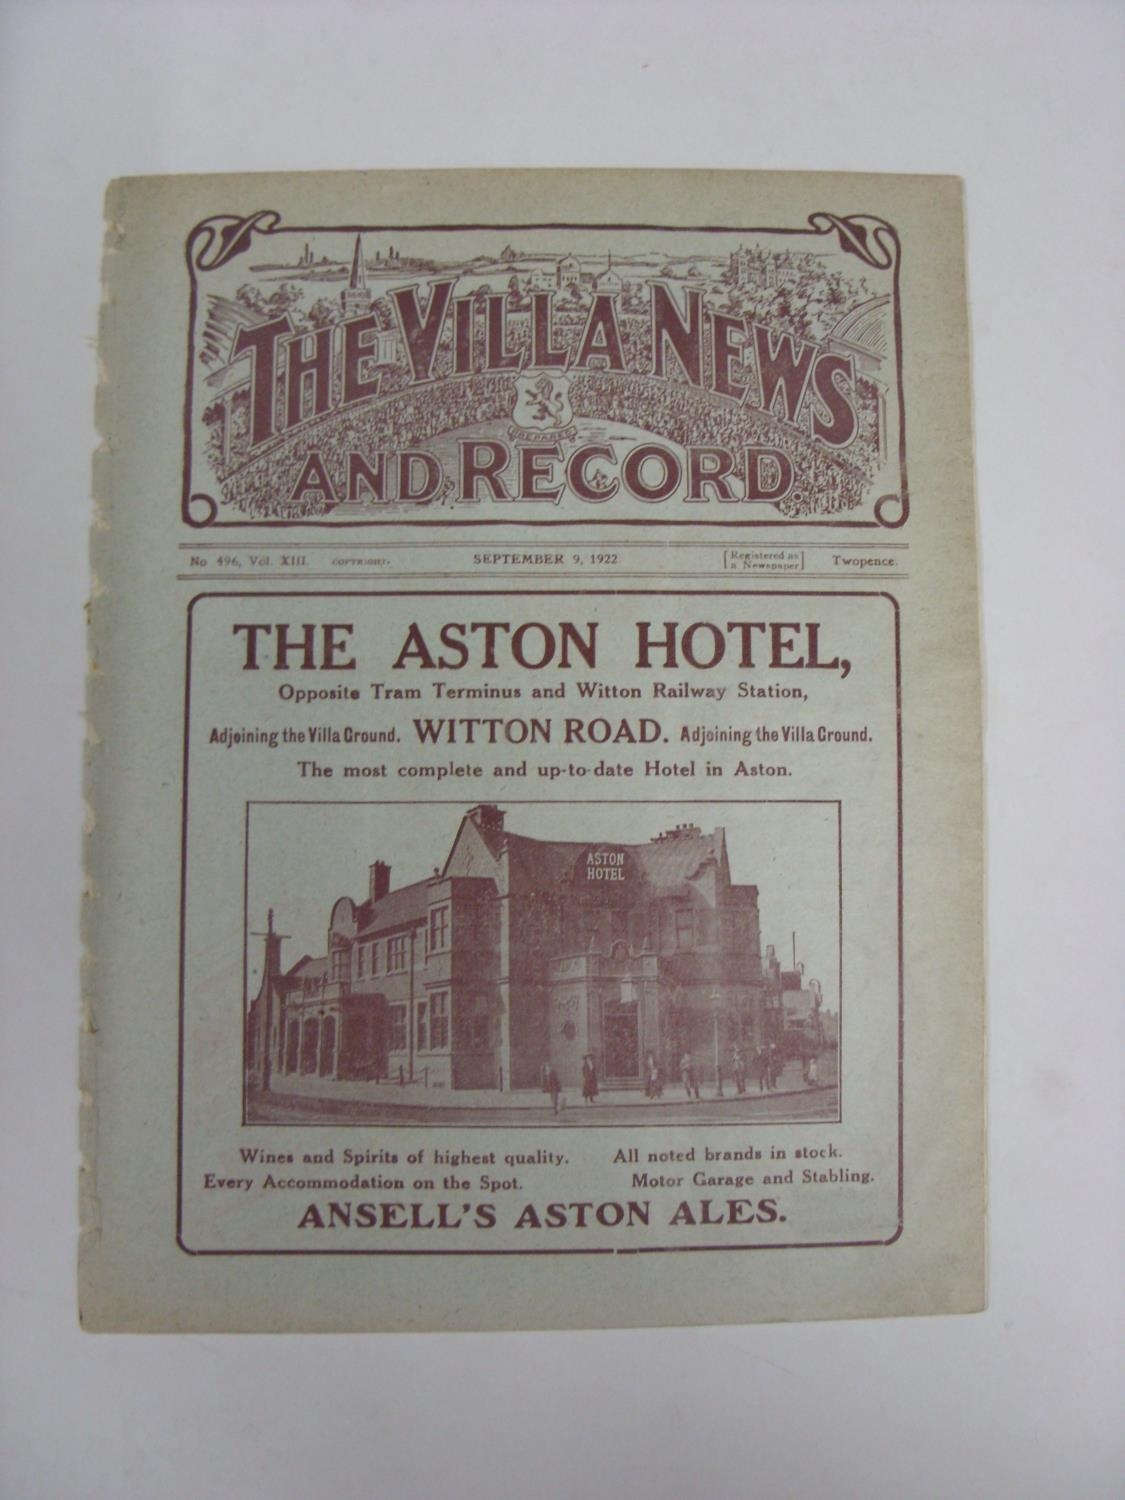 THE VILLA NEWS
AND RECORD.
PREPARED
No 496, Vol. XIII. COPYRIGHT. SEPTEMBER 9, 1922 [Registered as a Newspaper] Twopence.
THE ASTON HOTEL,
Opposite Tram Terminus and Witton Railway Station,
Adjoining the Villa Ground. WITTON ROAD. Adjoining the Villa Ground.
The most complete and up-to-date Hotel in Aston.
ASTON
HOTEL
Wines and Spirits of highest quality. All noted brands in stock.
Every Accommodation on the Spot. Motor Garage and Stabling.
ANSELL'S ASTON ALES.